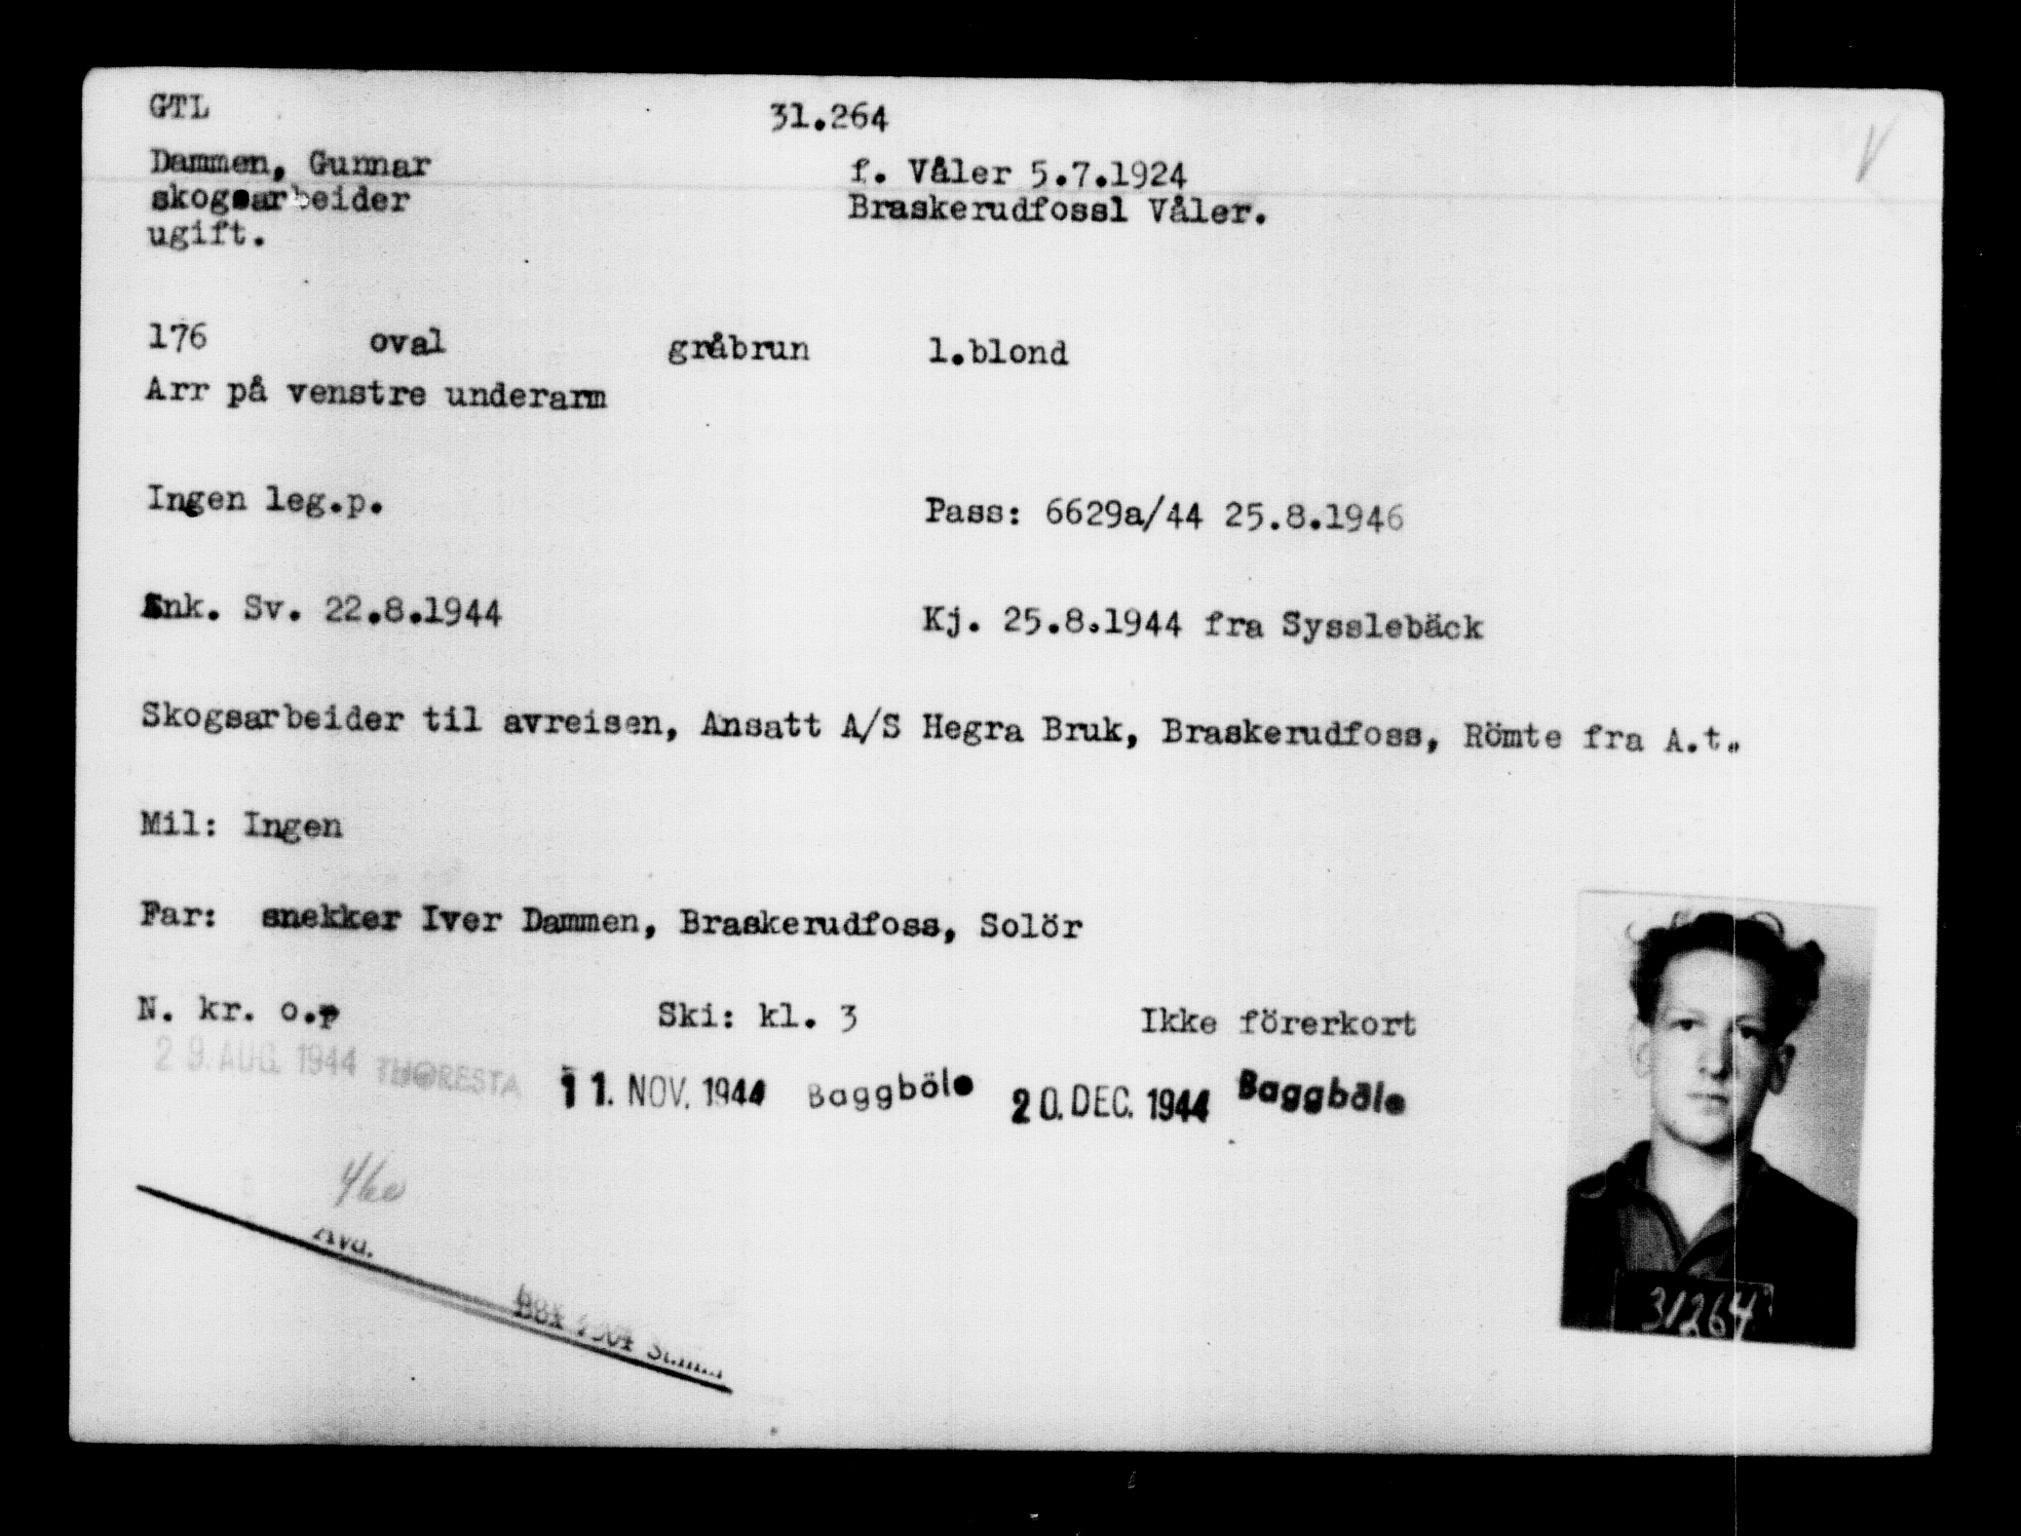 GTL 31.264
Dammen, Gunnar f. Våler 5.7.1924
skogsarbeider Braskerudfossl Våler.
ugift.
176 oval gråbrun l.blond
Arr på venstre underarm
Ingen leg.p. Pass: 6629a/44 25.8.1946
Ank. Sv. 22.8.1944 Kj. 25.8.1944 fra Sysslebäck
Skogsarbeider til avreisen, Ansatt A/S Hegra Bruk, Braskerudfoss, Römte fra A.t.
Mil: Ingen
Far: snekker Iver Dammen, Braskerudfoss, Solör
N. kr. o.p Ski: kl. 3 Ikke förerkort
29. AUG. 1944 THORESTA 11. NOV. 1944 Baggböle 20. DEC. 1944 Baggböle
Avd.
31264